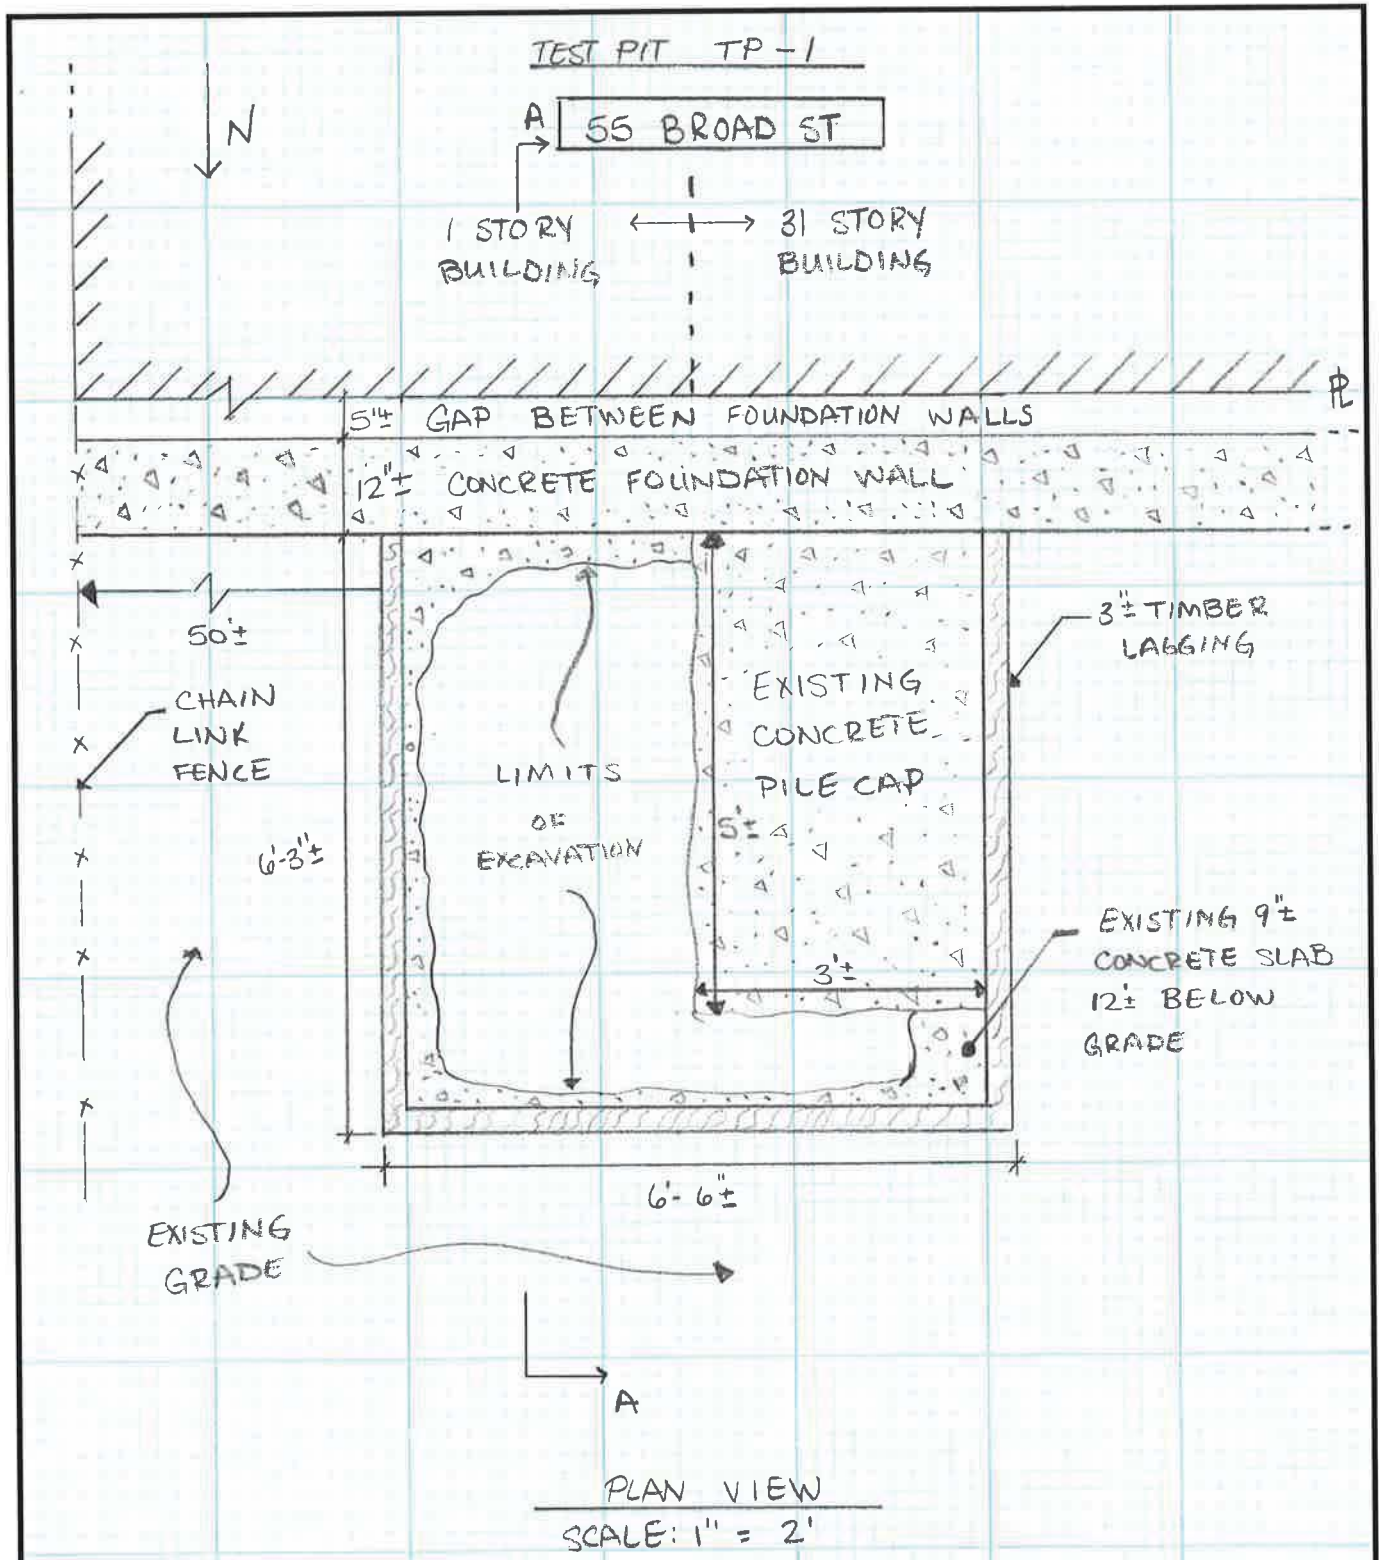 TEST PIT TP-1
N
A
55 BROAD ST
1 STORY
BUILDING
31 STORY
BUILDING
5"± GAP BETWEEN FOUNDATION WALLS
℄
12"± CONCRETE FOUNDATION WALL
50'±
3"± TIMBER
LAGGING
CHAIN
LINK
FENCE
EXISTING
CONCRETE
PILE CAP
LIMITS
OF
EXCAVATION
5'±
6'-3"±
3'±
EXISTING 9"±
CONCRETE SLAB
12'± BELOW
GRADE
6'-6"±
EXISTING
GRADE
A
PLAN VIEW
SCALE: 1" = 2'